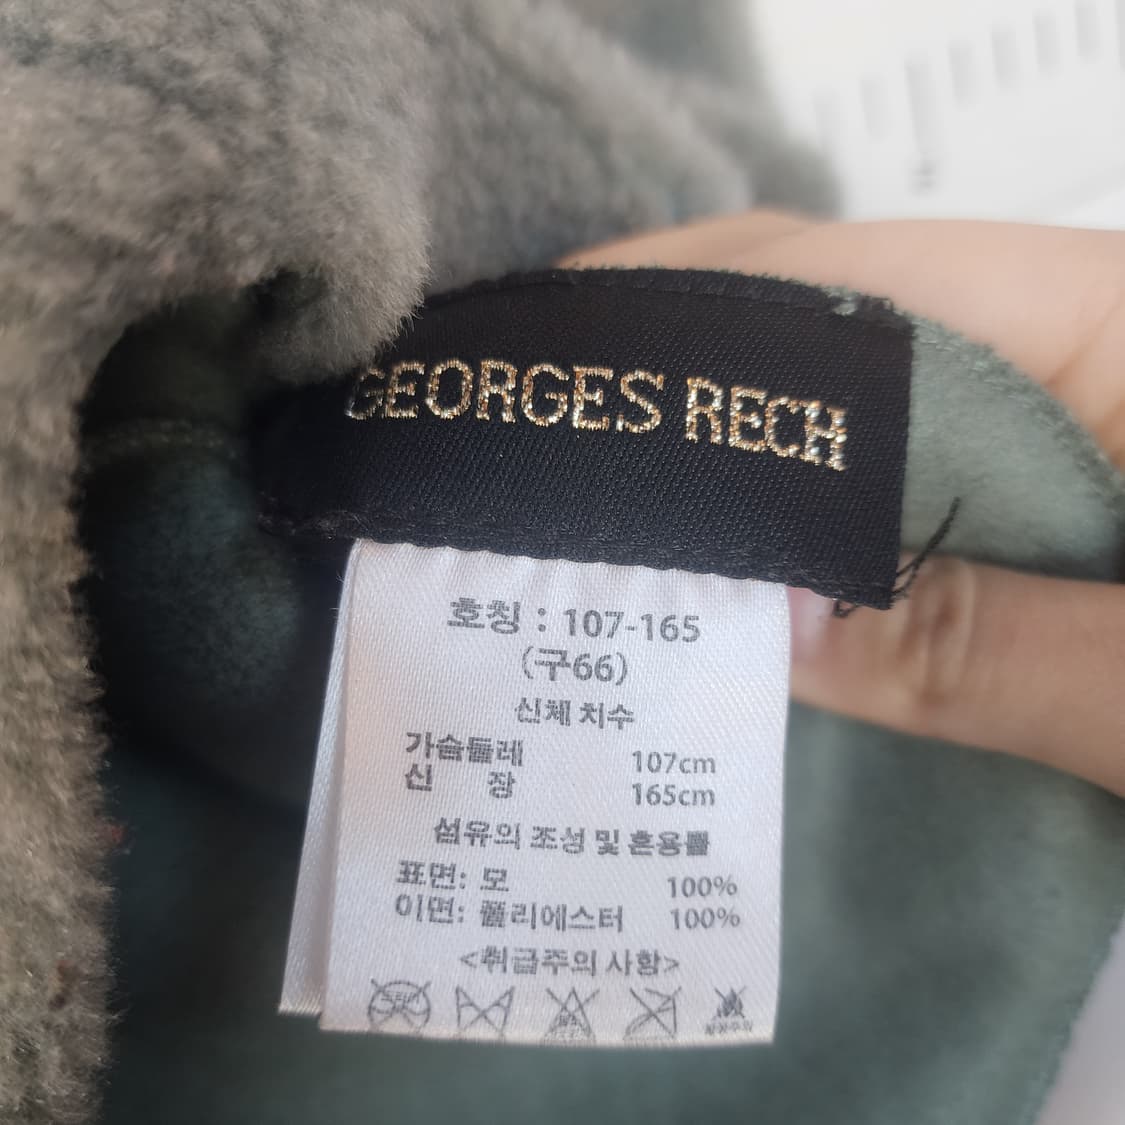 GEORGES RECH
호칭 : 107-165
(구66)
신체 치수
가슴둘레 107cm
신 장 165cm
섬유의 조성 및 혼용률
표면: 모 100%
이면: 폴리에스터 100%
<취급주의 사항>